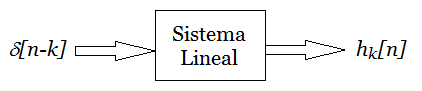 δ[n-k]
Sistema
Lineal
hk[n]